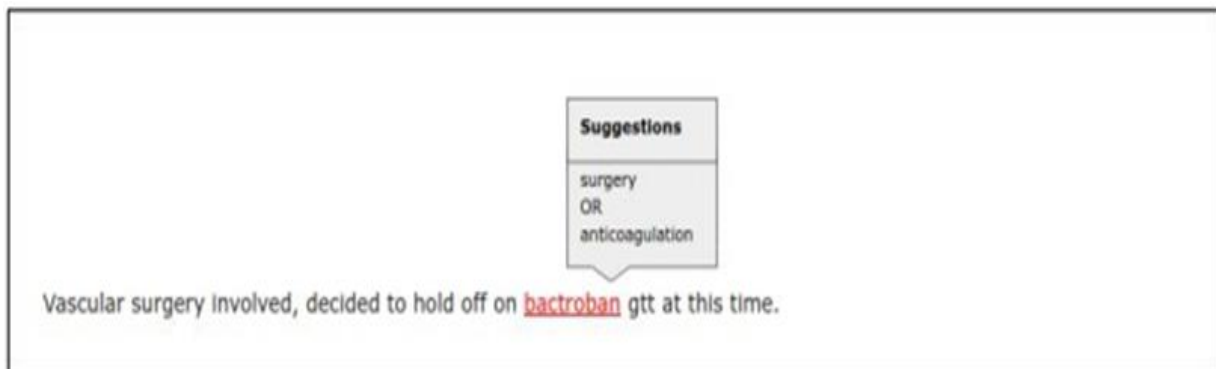 Suggestions
surgery
OR
anticoagulation
Vascular surgery involved, decided to hold off on bactroban gtt at this time.